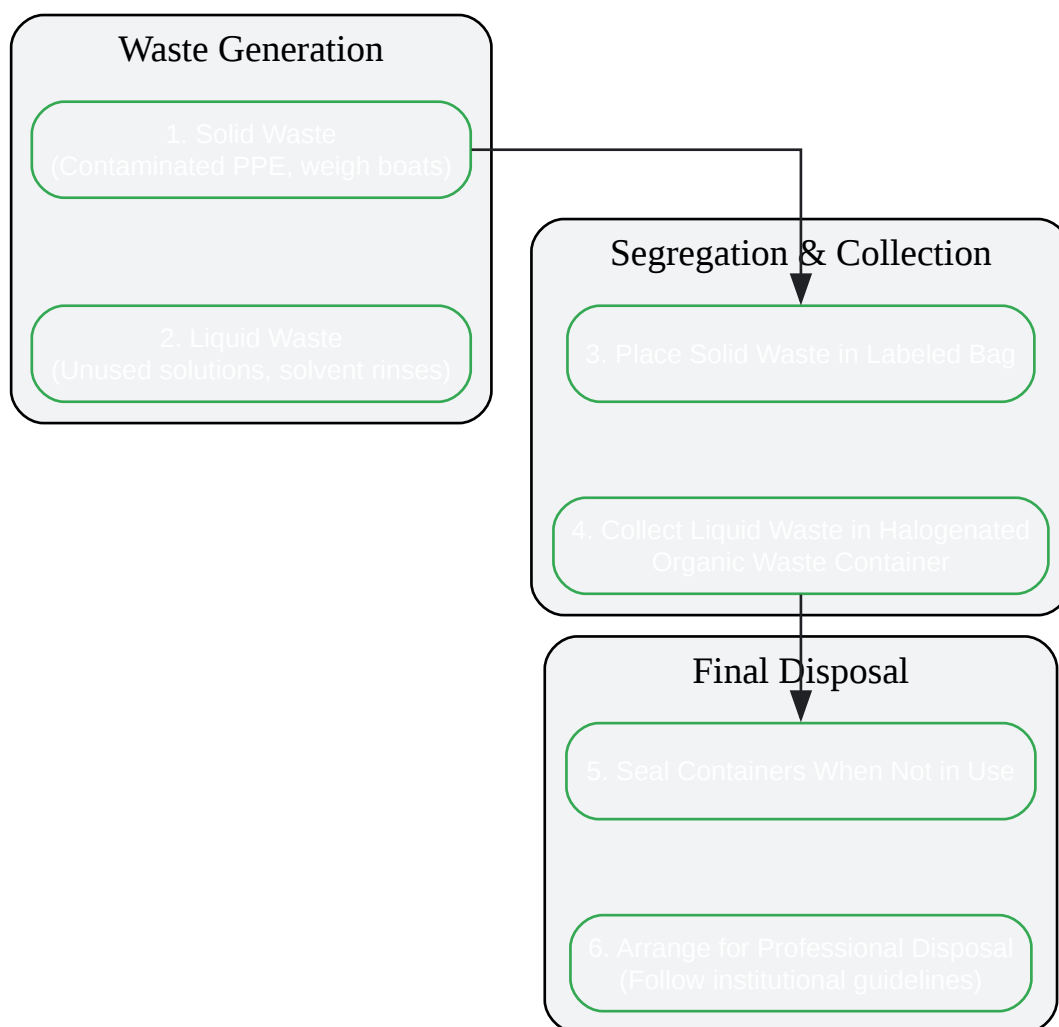 Waste Generation
1. Solid Waste
(Contaminated PPE, weigh boats)
2. Liquid Waste
(Unused solutions, solvent rinses)
Segregation & Collection
3. Place Solid Waste in Labeled Bag
4. Collect Liquid Waste in Halogenated
Organic Waste Container
Final Disposal
5. Seal Containers When Not in Use
6. Arrange for Professional Disposal
(Follow institutional guidelines)